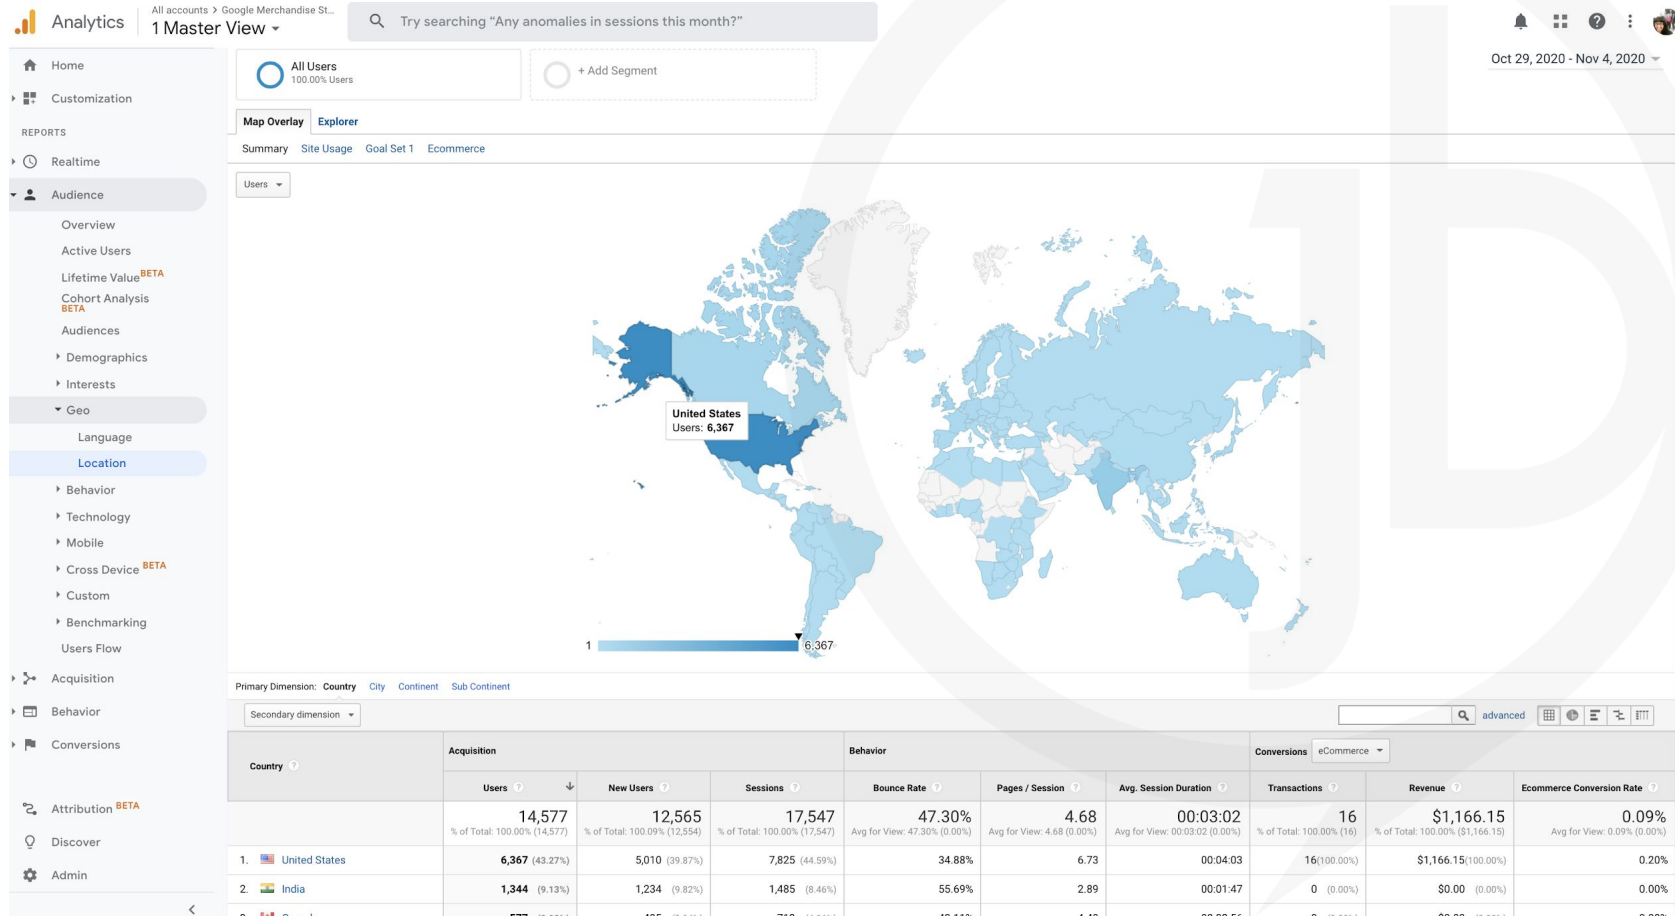 Analytics
All accounts > Google Merchandise St...
1 Master View
Try searching “Any anomalies in sessions this month?”
Home
Customization
REPORTS
Realtime
Audience
Overview
Active Users
Lifetime Value BETA
Cohort Analysis
BETA
Audiences
Demographics
Interests
Geo
Language
Location
Behavior
Technology
Mobile
Cross Device BETA
Custom
Benchmarking
Users Flow
Acquisition
Behavior
Conversions
Attribution BETA
Discover
Admin
All Users
100.00% Users
+ Add Segment
Oct 29, 2020 - Nov 4, 2020
Map Overlay Explorer
Summary Site Usage Goal Set 1 Ecommerce
Users
United States
Users: 6,367
1 6,367
Primary Dimension: Country City Continent Sub Continent
Secondary dimension
advanced
Country Acquisition Behavior Conversions eCommerce
Users New Users Sessions Bounce Rate Pages / Session Avg. Session Duration Transactions Revenue Ecommerce Conversion Rate
14,577 12,565 17,547 47.30% 4.68 00:03:02 16 $1,166.15 0.09%
% of Total: 100.00% (14,577) % of Total: 100.09% (12,554) % of Total: 100.00% (17,547) Avg for View: 47.30% (0.00%) Avg for View: 4.68 (0.00%) Avg for View: 00:03:02 (0.00%) % of Total: 100.00% (16) % of Total: 100.00% ($1,166.15) Avg for View: 0.09% (0.00%)
1. United States 6,367 (43.27%) 5,010 (39.87%) 7,825 (44.59%) 34.88% 6.73 00:04:03 16(100.00%) $1,166.15(100.00%) 0.20%
2. India 1,344 (9.13%) 1,234 (9.82%) 1,485 (8.46%) 55.69% 2.89 00:01:47 0 (0.00%) $0.00 (0.00%) 0.00%